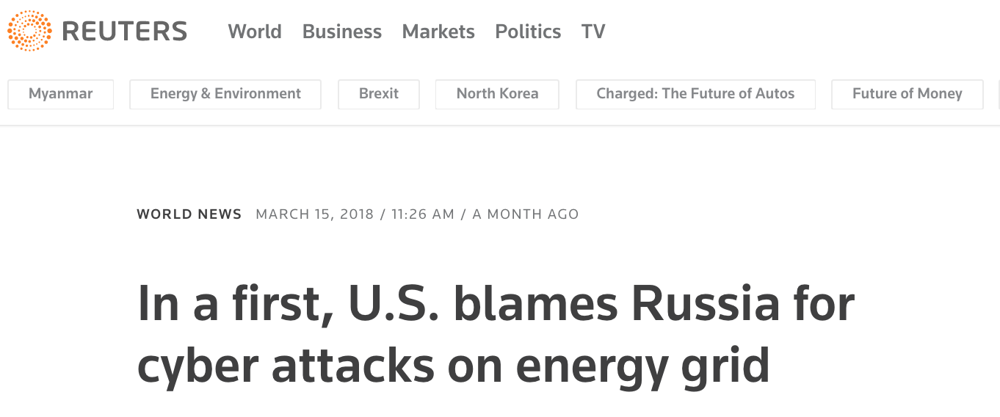 REUTERS World Business Markets Politics TV
Myanmar Energy & Environment Brexit North Korea Charged: The Future of Autos Future of Money
WORLD NEWS MARCH 15, 2018 / 11:26 AM / A MONTH AGO
In a first, U.S. blames Russia for
cyber attacks on energy grid